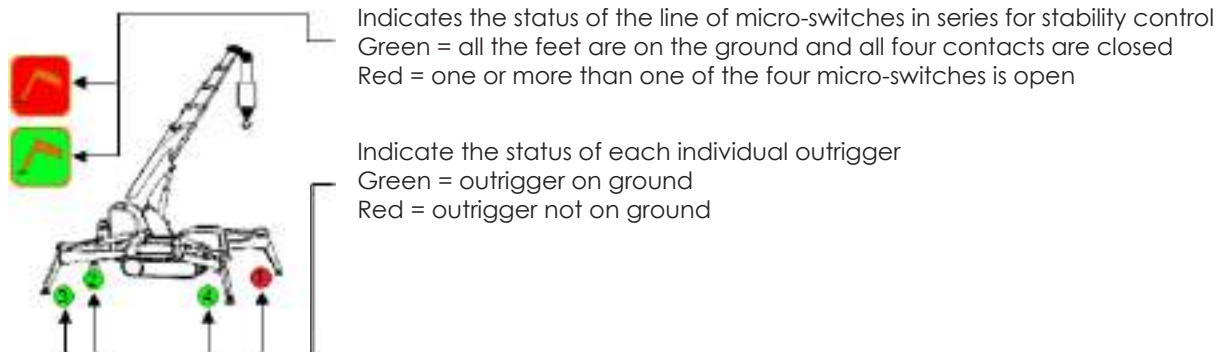 Indicates the status of the line of micro-switches in series for stability control
Green = all the feet are on the ground and all four contacts are closed
Red = one or more than one of the four micro-switches is open
Indicate the status of each individual outrigger
Green = outrigger on ground
Red = outrigger not on ground
2
1
3
4